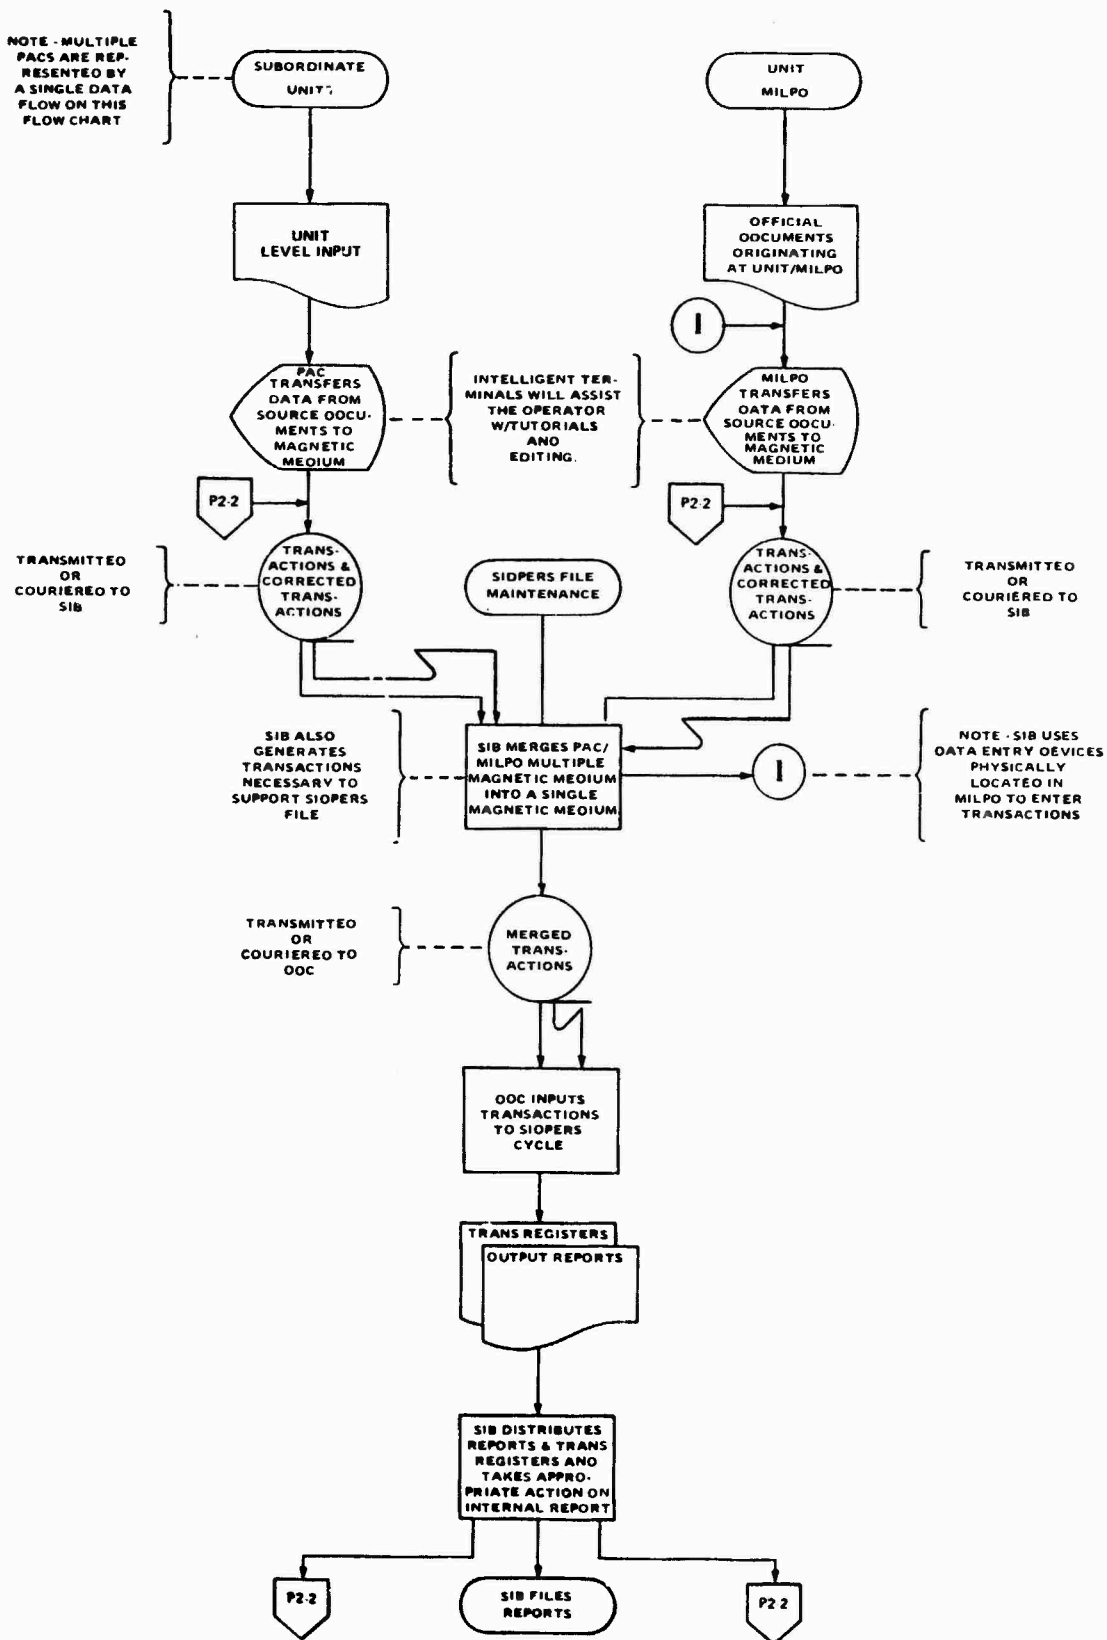 NOTE - MULTIPLE
PACS ARE REP-
RESENTED BY
A SINGLE DATA
FLOW ON THIS
FLOW CHART
SUBORDINATE
UNIT
UNIT
MILPO
UNIT
LEVEL INPUT
OFFICIAL
DOCUMENTS
ORIGINATING
AT UNIT/MILPO
I
PAC
TRANSFERS
DATA FROM
SOURCE DOCU-
MENTS TO
MAGNETIC
MEDIUM
INTELLIGENT TER-
MINALS WILL ASSIST
THE OPERATOR
W/TUTORIALS
AND
EDITING.
MILPO
TRANSFERS
DATA FROM
SOURCE DOCU-
MENTS TO
MAGNETIC
MEDIUM
P2-2
P2-2
TRANSMITTED
OR
COURIERED TO
SIB
TRANS-
ACTIONS &
CORRECTED
TRANS-
ACTIONS
SIDPERS FILE
MAINTENANCE
TRANS-
ACTIONS &
CORRECTED
TRANS-
ACTIONS
TRANSMITTED
OR
COURIERED TO
SIB
SIB ALSO
GENERATES
TRANSACTIONS
NECESSARY TO
SUPPORT SIDPERS
FILE
SIB MERGES PAC/
MILPO MULTIPLE
MAGNETIC MEDIUM
INTO A SINGLE
MAGNETIC MEDIUM
I
NOTE - SIB USES
DATA ENTRY DEVICES
PHYSICALLY
LOCATED IN
MILPO TO ENTER
TRANSACTIONS
TRANSMITTED
OR
COURIERED TO
OOC
MERGED
TRANS-
ACTIONS
OOC INPUTS
TRANSACTIONS
TO SIDPERS
CYCLE
TRANS REGISTERS
OUTPUT REPORTS
SIB DISTRIBUTES
REPORTS & TRANS
REGISTERS AND
TAKES APPRO-
PRIATE ACTION ON
INTERNAL REPORT
P2-2
SIB FILES
REPORTS
P2-2